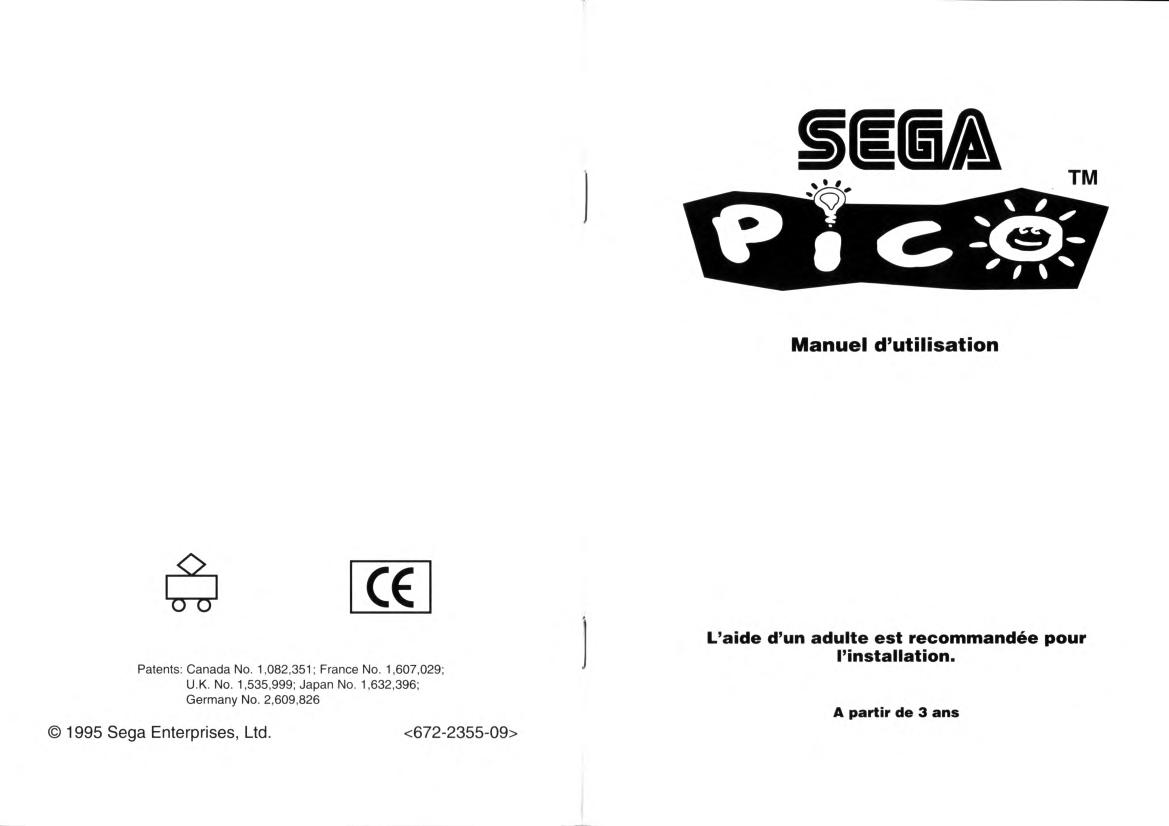 Patents: Canada No. 1,082,351; France No. 1,607,029;
U.K. No. 1,535,999; Japan No. 1,632,396;
Germany No. 2,609,826
© 1995 Sega Enterprises, Ltd. <672-2355-09>
CE
SEGA
TM
PiCO
Manuel d'utilisation
L'aide d'un adulte est recommandée pour
l'installation.
A partir de 3 ans